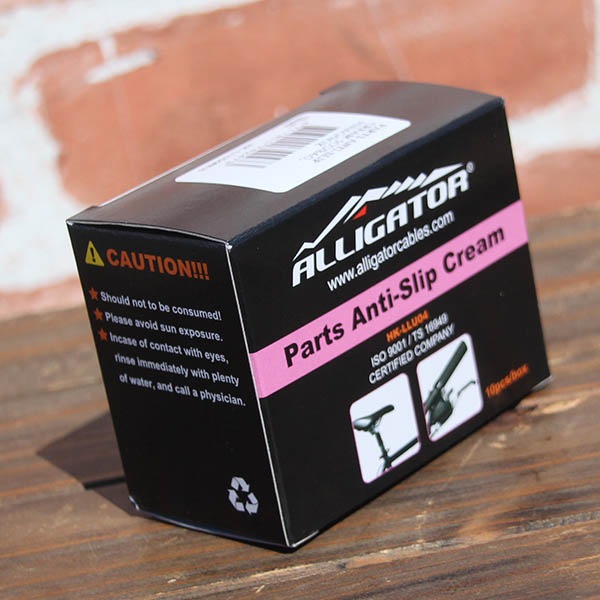 ALLIGATOR®
www.alligatorcables.com
Parts Anti-Slip Cream
HK-LLU04
ISO 9001 / TS 16949
CERTIFIED COMPANY
10pcs/box
CAUTION!!!
Should not to be consumed!
Please avoid sun exposure.
Incase of contact with eyes,
rinse immediately with plenty
of water, and call a physician.